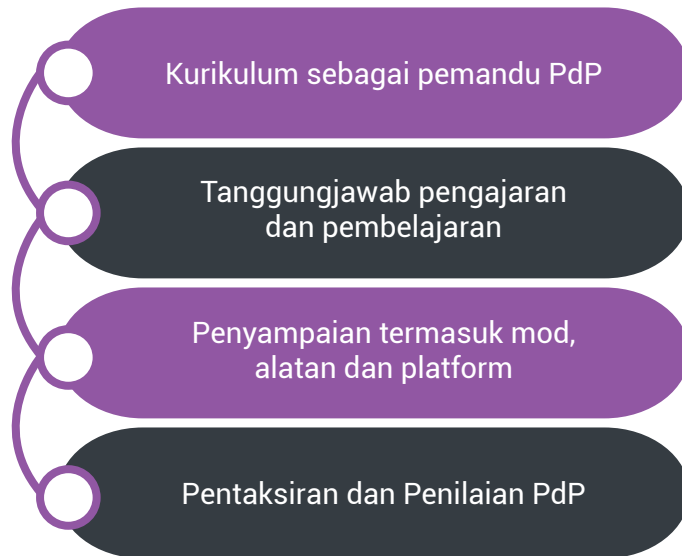 Kurikulum sebagai pemandu PdP
Tanggungjawab pengajaran
dan pembelajaran
Penyampaian termasuk mod,
alatan dan platform
Pentaksiran dan Penilaian PdP